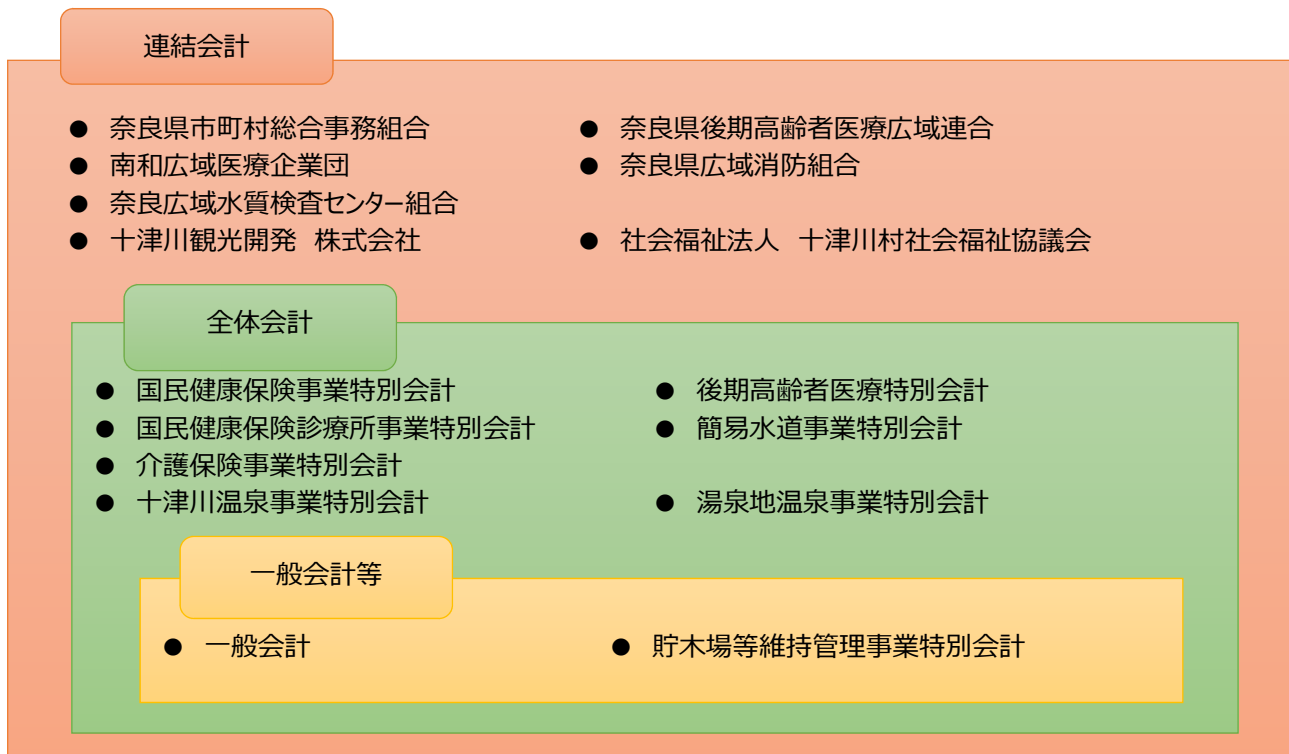 連結会計
● 奈良県市町村総合事務組合 ● 奈良県後期高齢者医療広域連合
● 南和広域医療企業団 ● 奈良県広域消防組合
● 奈良広域水質検査センター組合
● 十津川観光開発 株式会社 ● 社会福祉法人 十津川村社会福祉協議会
全体会計
● 国民健康保険事業特別会計 ● 後期高齢者医療特別会計
● 国民健康保険診療所事業特別会計 ● 簡易水道事業特別会計
● 介護保険事業特別会計
● 十津川温泉事業特別会計 ● 湯泉地温泉事業特別会計
一般会計等
● 一般会計 ● 貯木場等維持管理事業特別会計